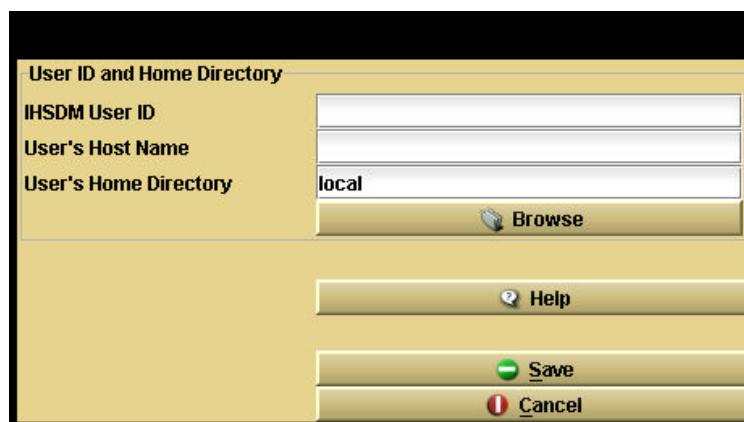 User ID and Home Directory
IHSDM User ID
User's Host Name
User's Home Directory local
Browse
Help
Save
Cancel